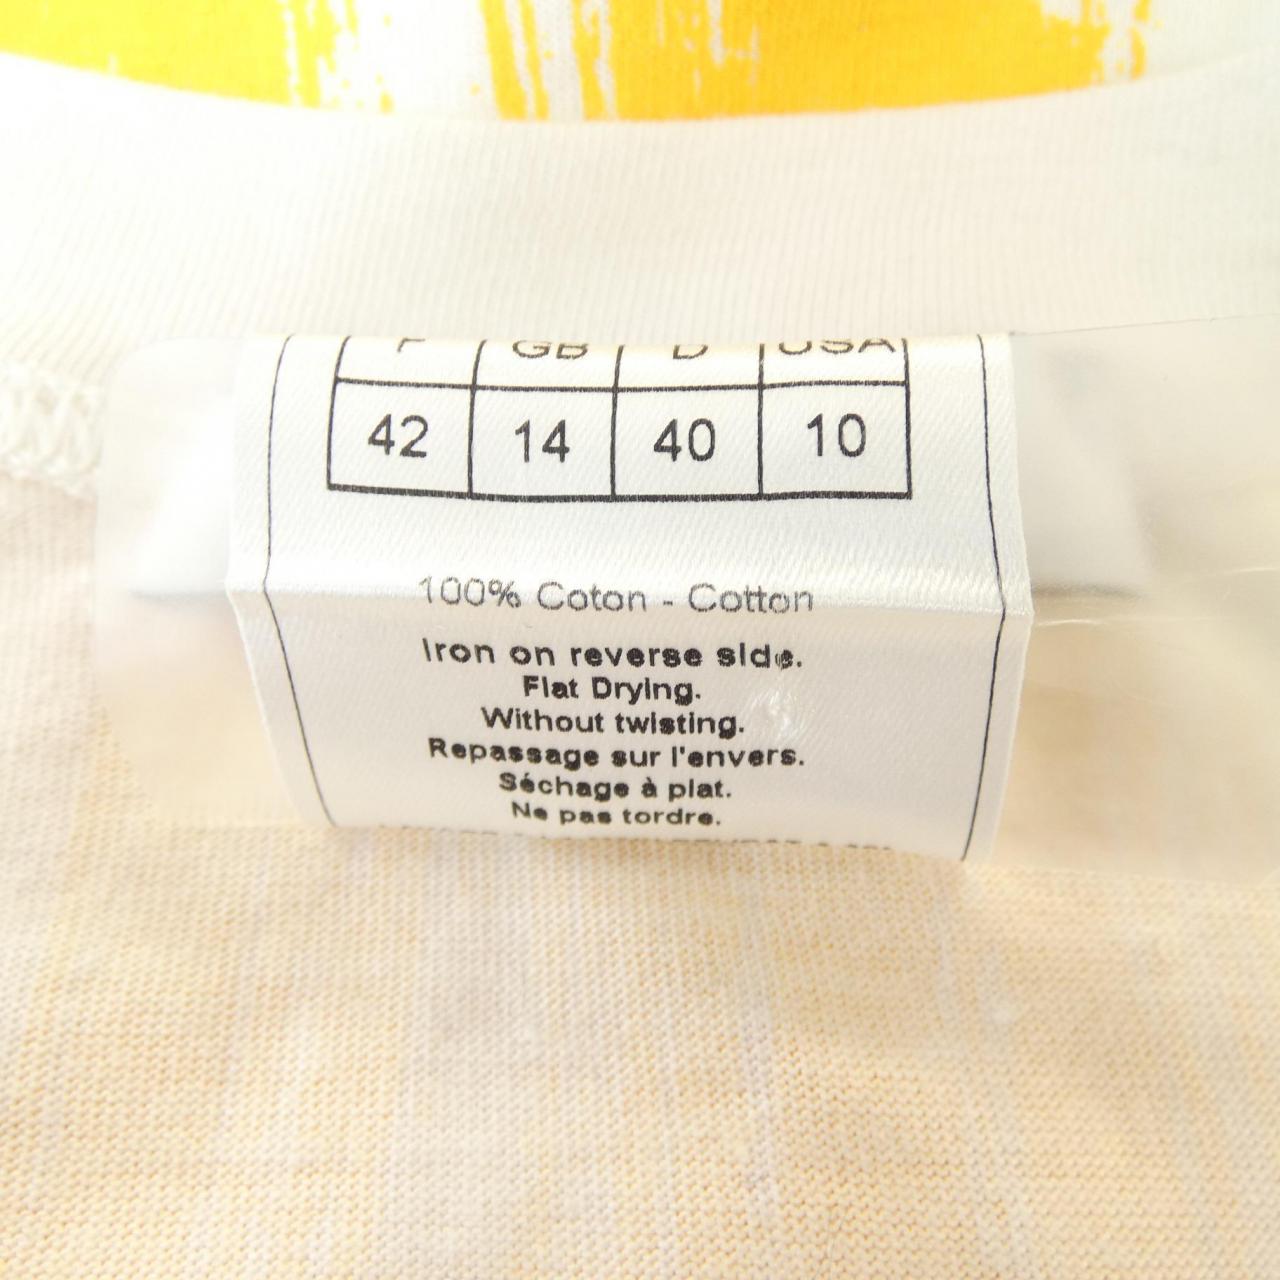 F GB D USA
42 14 40 10
100% Coton - Cotton
Iron on reverse side.
Flat Drying.
Without twisting.
Repassage sur l'envers.
Séchage à plat.
Ne pas tordre.